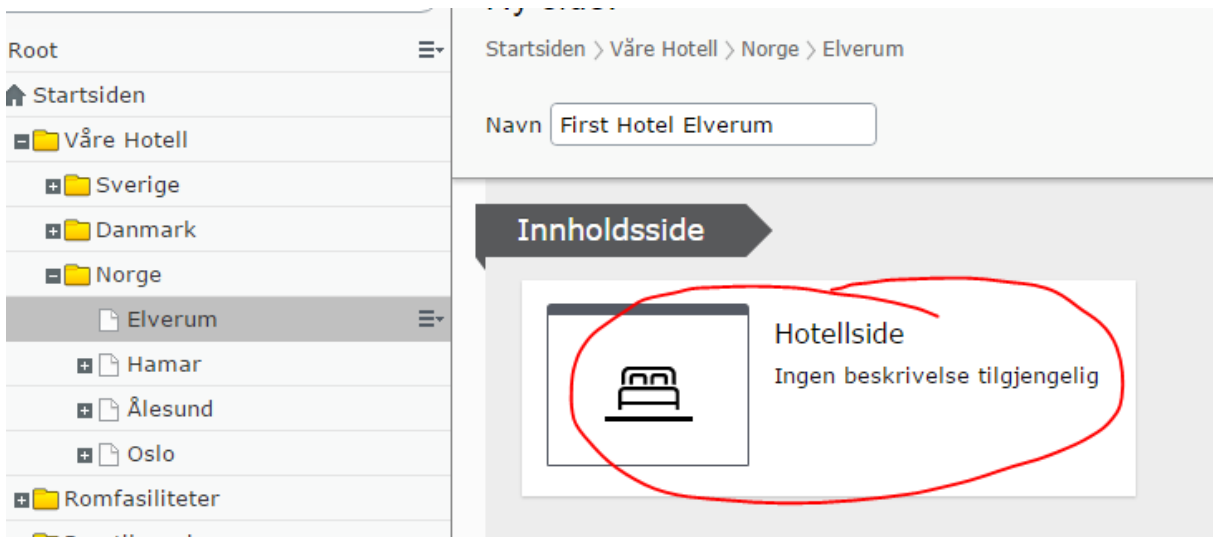 Root
Startsiden
Våre Hotell
Sverige
Danmark
Norge
Elverum
Hamar
Ålesund
Oslo
Romfasiliteter
Startsiden > Våre Hotell > Norge > Elverum
Navn First Hotel Elverum
Innholdsside
Hotellside
Ingen beskrivelse tilgjengelig